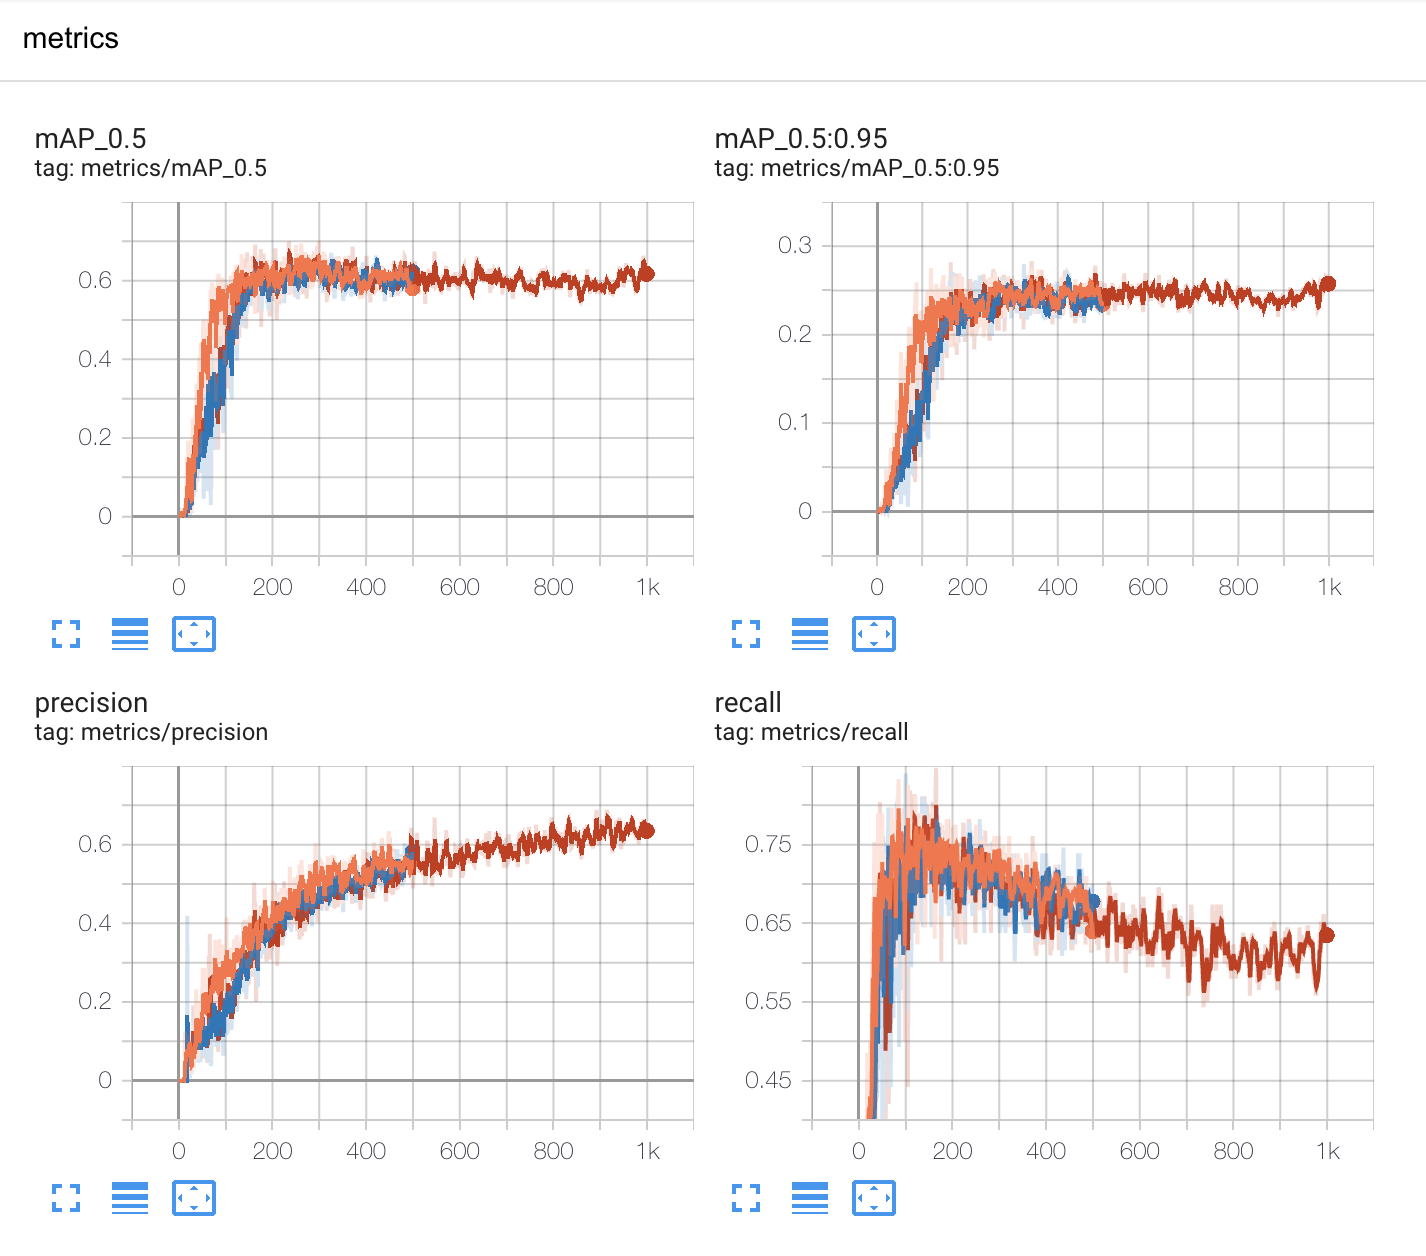 metrics
mAP_0.5
tag: metrics/mAP_0.5
0.6
0.4
0.2
0
0 200 400 600 800 1k
mAP_0.5:0.95
tag: metrics/mAP_0.5:0.95
0.3
0.2
0.1
0
0 200 400 600 800 1k
precision
tag: metrics/precision
0.6
0.4
0.2
0
0 200 400 600 800 1k
recall
tag: metrics/recall
0.75
0.65
0.55
0.45
0 200 400 600 800 1k